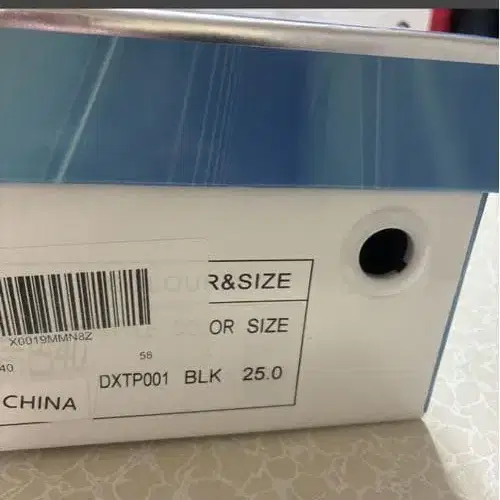 R&SIZE
X0019MMN8Z
OR SIZE
58
40
DXTP001 BLK 25.0
CHINA